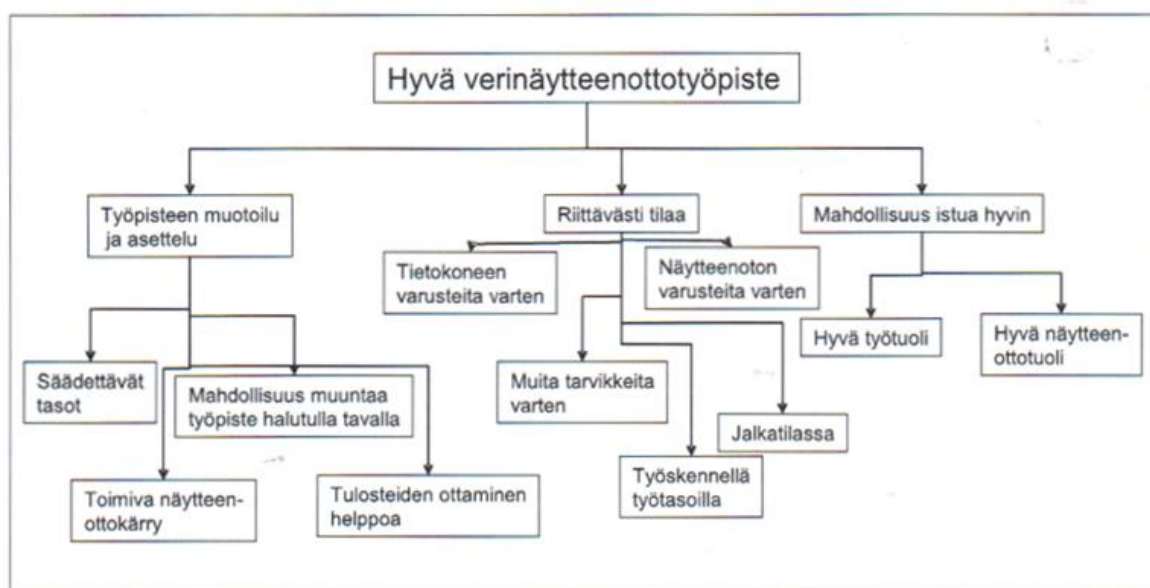 Hyvä verinäytteenottotyöpiste
Työpisteen muotoilu
ja asettelu
Riittävästi tilaa
Mahdollisuus istua hyvin
Tietokoneen
varusteita varten
Näytteenoton
varusteita varten
Hyvä työtuoli
Hyvä näytteen-
ottotuoli
Säädettävät
tasot
Mahdollisuus muuntaa
työpiste halutulla tavalla
Muita tarvikkeita
varten
Jalkatilassa
Toimiva näytteen-
ottokärry
Tulosteiden ottaminen
helppoa
Työskennellä
työtasoilla